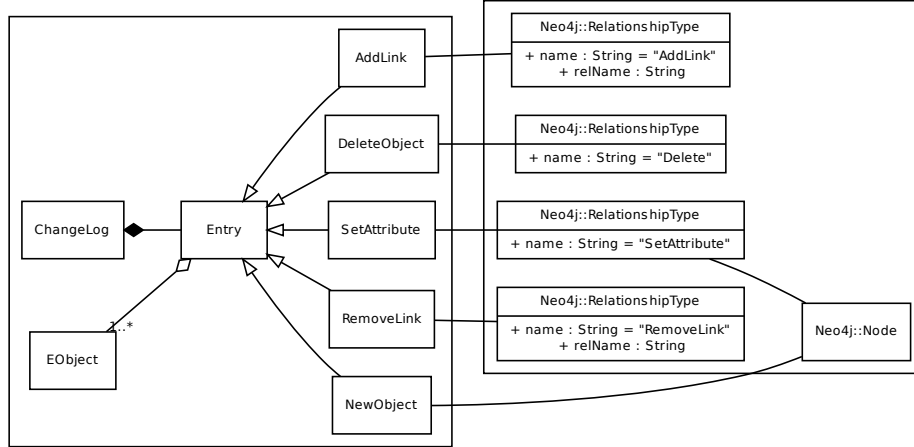 Neo4j::RelationshipType
+ name : String = "AddLink"
+ relName : String
AddLink
Neo4j::RelationshipType
+ name : String = "Delete"
DeleteObject
Neo4j::RelationshipType
+ name : String = "SetAttribute"
ChangeLog
Entry
SetAttribute
Neo4j::RelationshipType
+ name : String = "RemoveLink"
+ relName : String
RemoveLink
Neo4j::Node
1..*
EObject
NewObject